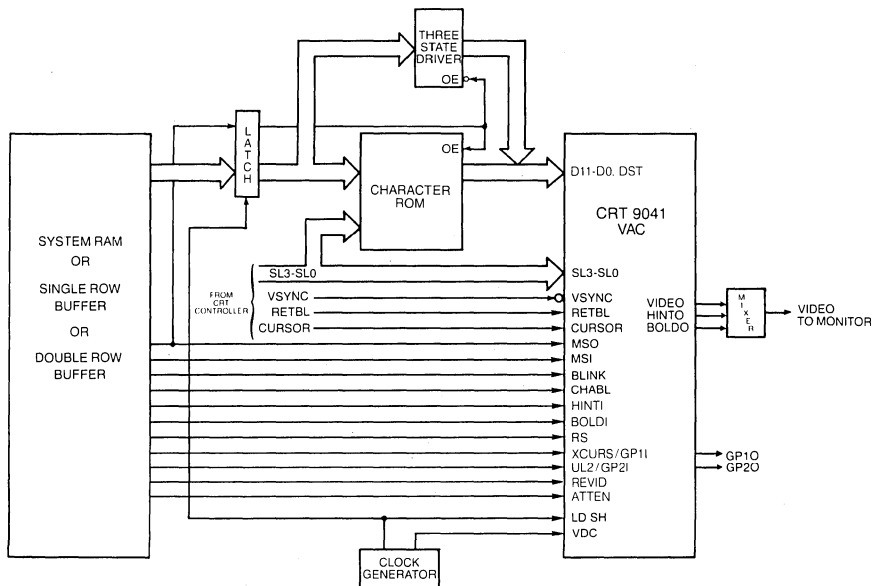 THREE
STATE
DRIVER
OE
LATCH
OE
CHARACTER
ROM
D11-D0. DST
CRT 9041
VAC
SYSTEM RAM
OR
SINGLE ROW
BUFFER
OR
DOUBLE ROW
BUFFER
FROM
CRT
CONTROLLER
SL3-SL0
VSYNC
RETBL
CURSOR
SL3-SL0
VSYNC
RETBL
CURSOR
MS0
MSI
BLINK
CHABL
HINTI
BOLDI
RS
XCURS/GP1I
UL2/GP2I
REVID
ATTEN
LD SH
VDC
VIDEO
HINTO
BOLDO
MIXER
VIDEO
TO MONITOR
GP1O
GP2O
CLOCK
GENERATOR